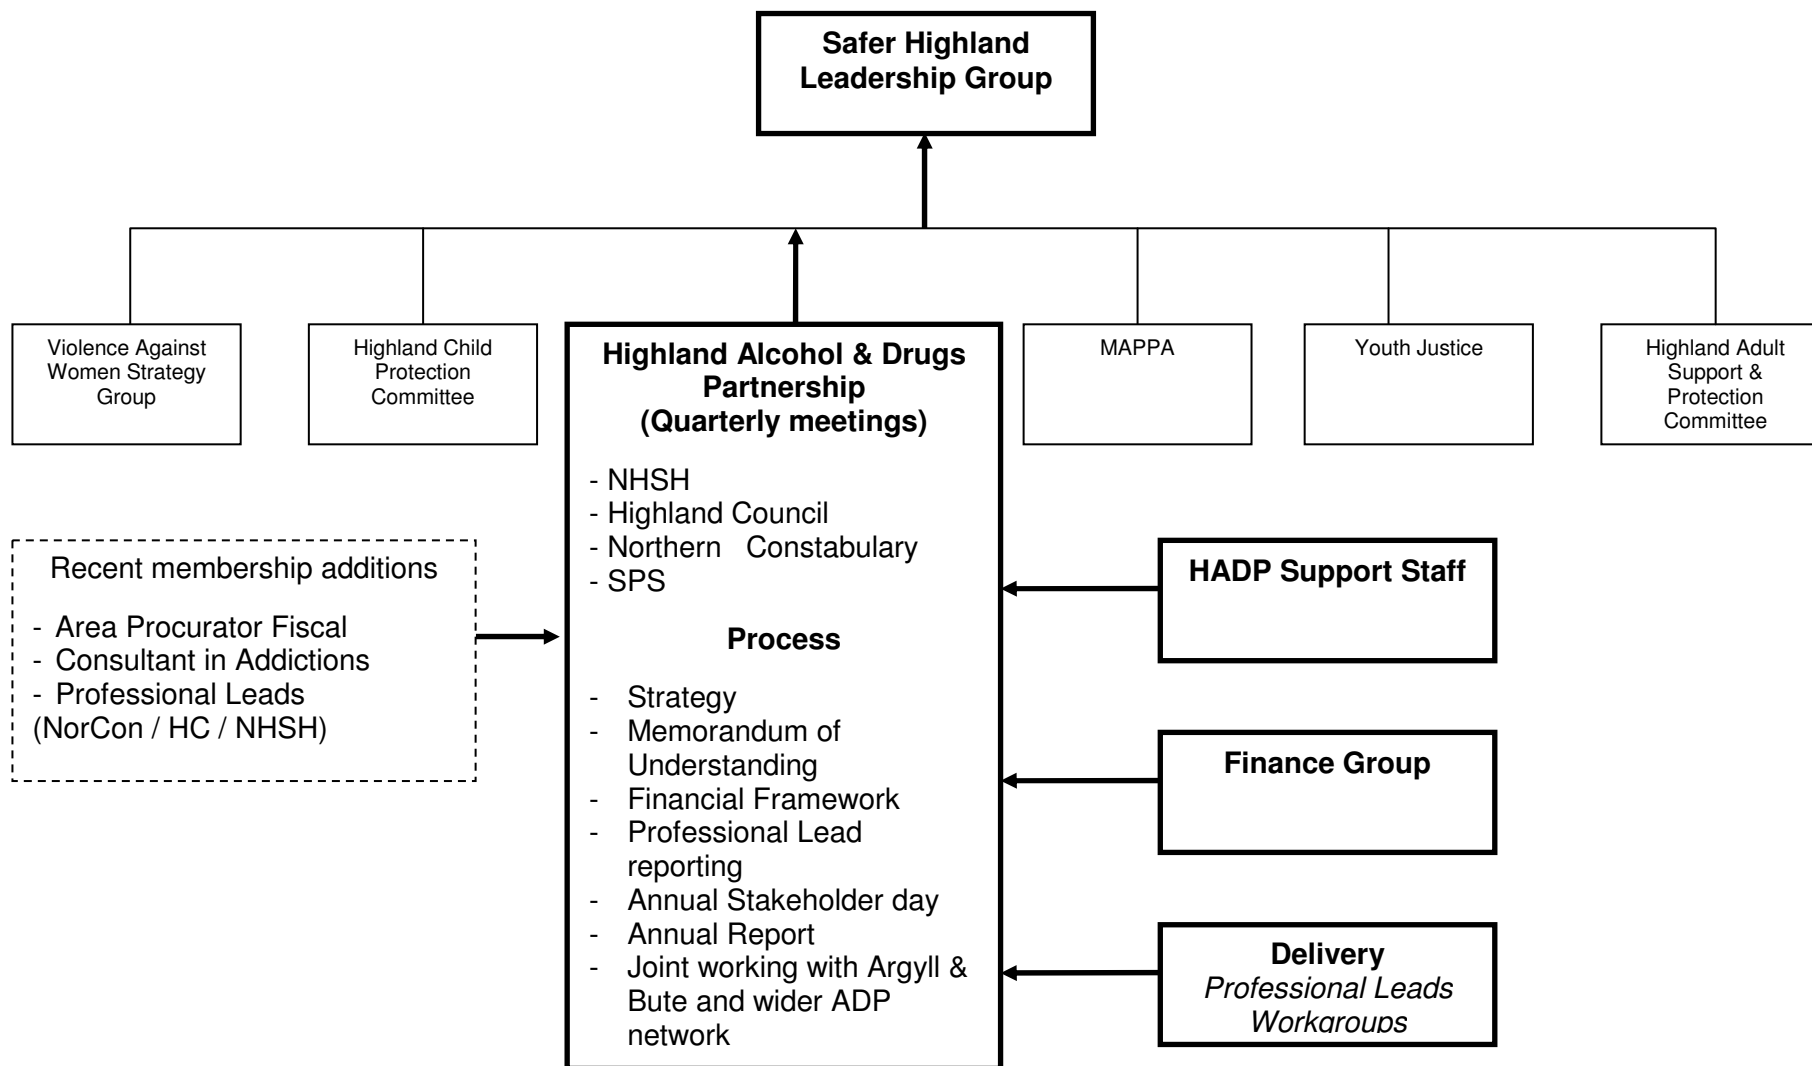 Safer Highland
Leadership Group
Violence Against
Women Strategy
Group
Highland Child
Protection
Committee
Highland Alcohol & Drugs
Partnership
(Quarterly meetings)
- NHSH
- Highland Council
- Northern Constabulary
- SPS
Process
- Strategy
- Memorandum of
Understanding
- Financial Framework
- Professional Lead
reporting
- Annual Stakeholder day
- Annual Report
- Joint working with Argyll &
Bute and wider ADP
network
MAPPA
Youth Justice
Highland Adult
Support &
Protection
Committee
Recent membership additions
- Area Procurator Fiscal
- Consultant in Addictions
- Professional Leads
(NorCon / HC / NHSH)
HADP Support Staff
Finance Group
Delivery
Professional Leads
Workgroups